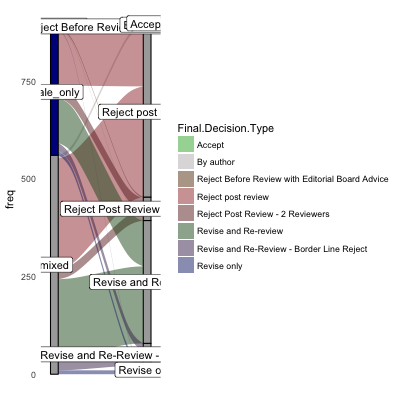 ject Before Revi
Accep
750
ale_only
Reject post
Final.Decision.Type
Accept
By author
Reject Before Review with Editorial Board Advice
500
Reject post review
freq
Reject Post Review
Reject Post Review - 2 Reviewers
Revise and Re-review
Revise and Re-Review - Border Line Reject
mixed
Revise only
250
Revise and R
Revise and Re-Review -
Revise o
0